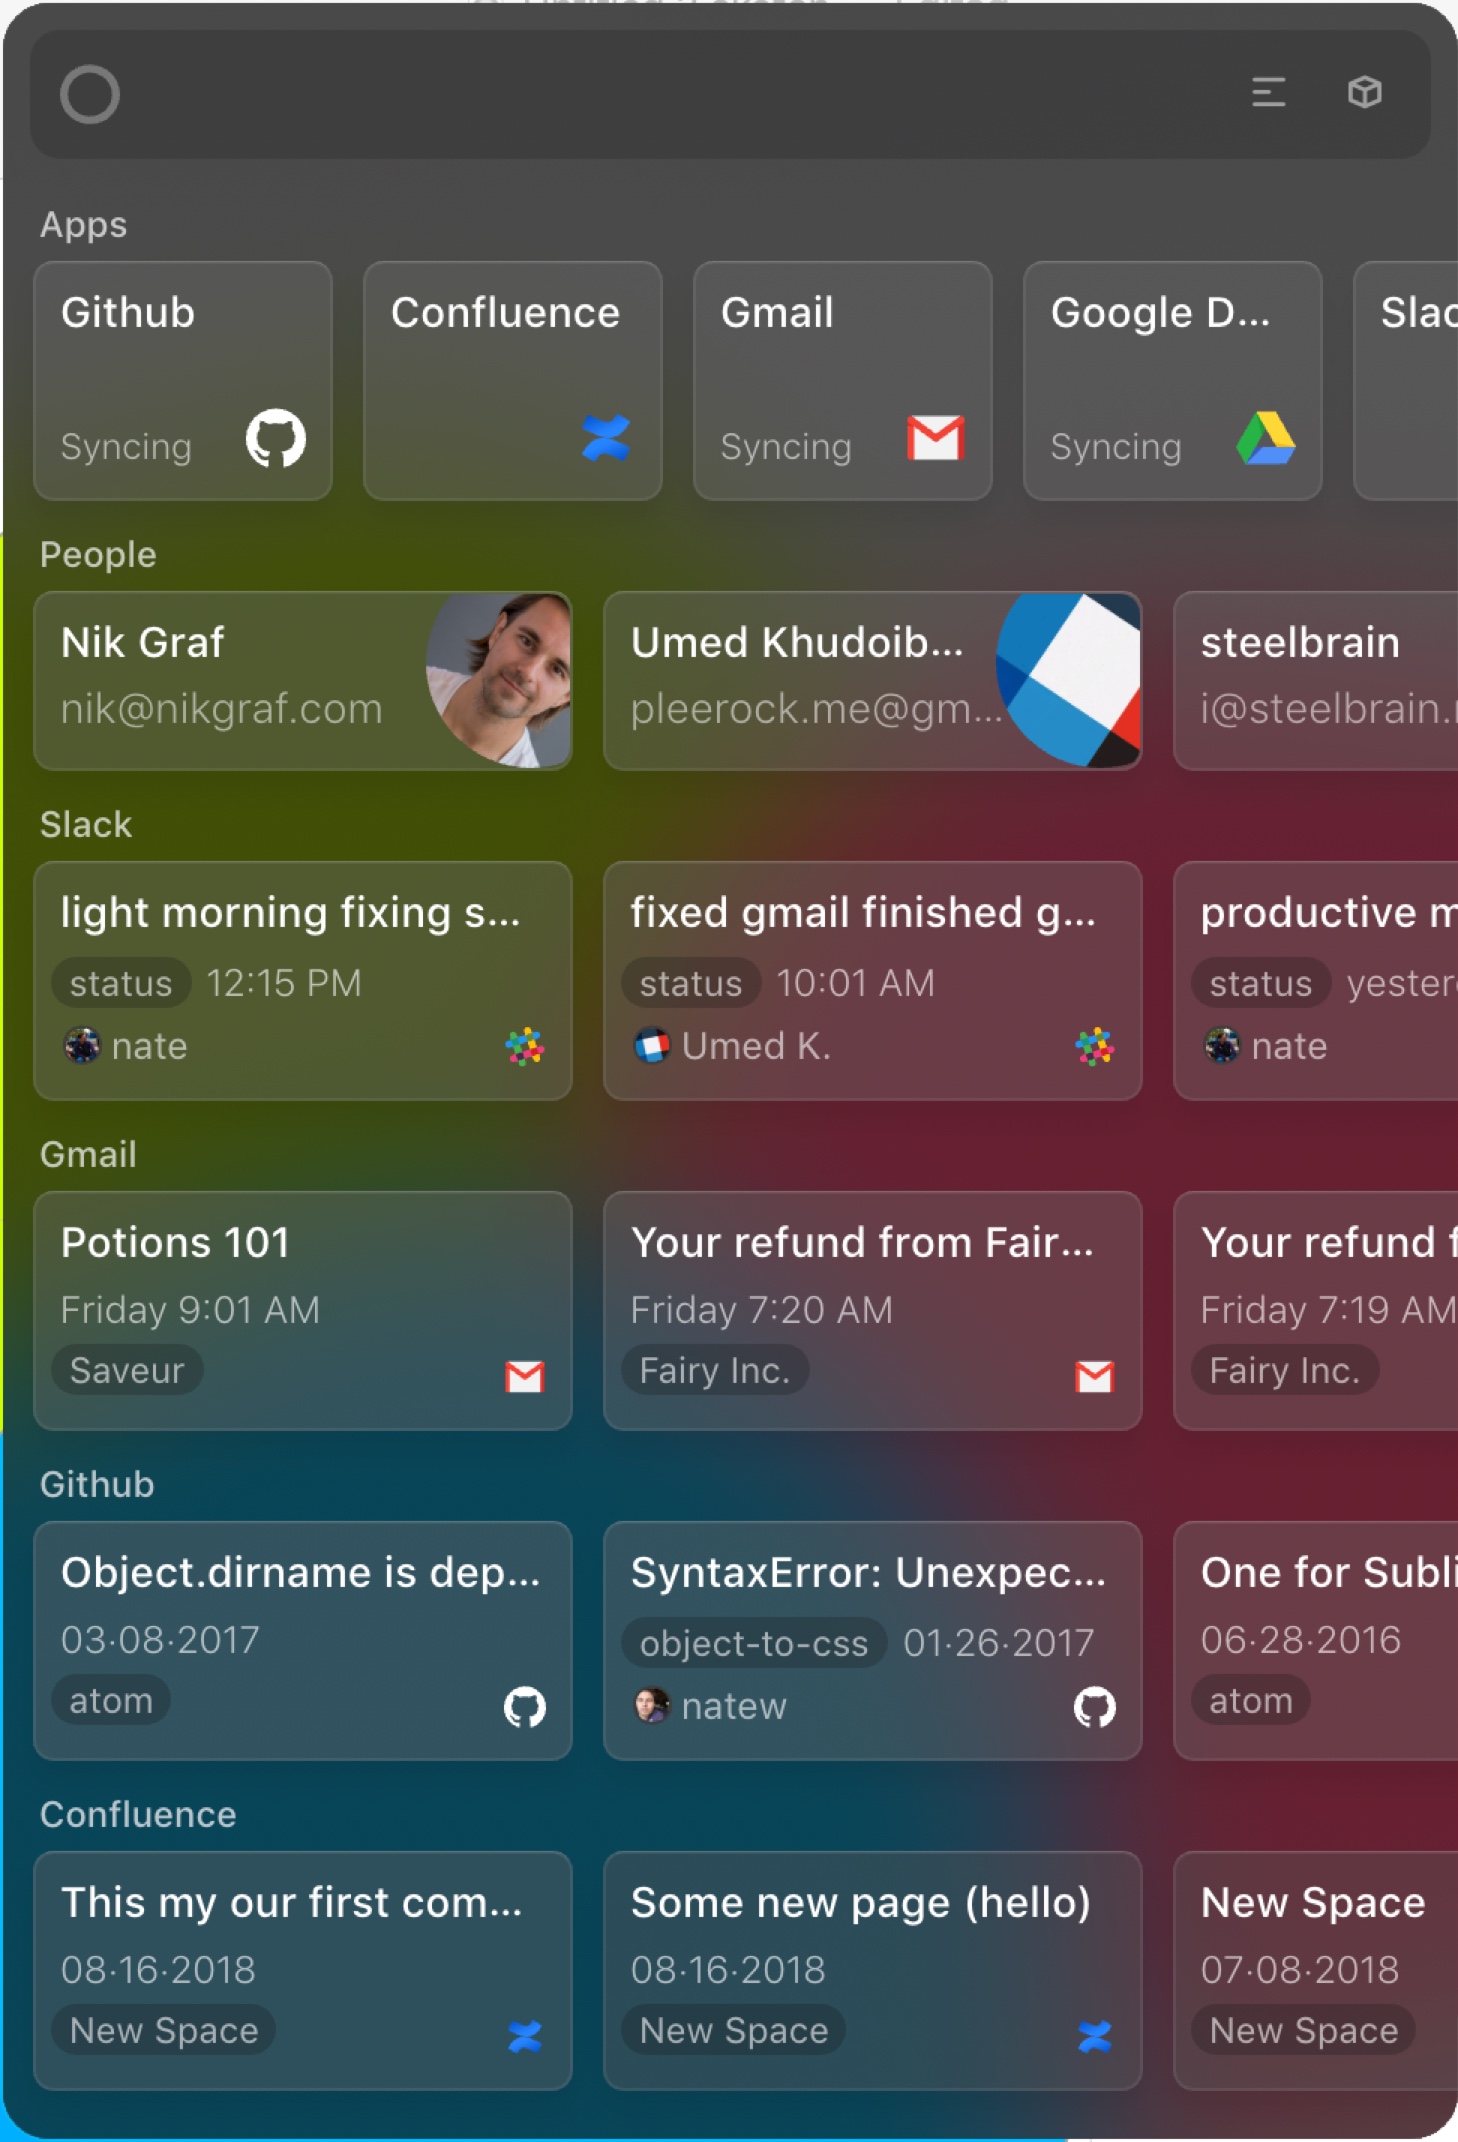 Apps
Github
Syncing
Confluence
Gmail
Syncing
Google D...
Syncing
Slac
People
Nik Graf
nik@nikgraf.com
Umed Khudoib...
pleerock.me@gm...
steelbrain
i@steelbrain.
Slack
light morning fixing s...
status 12:15 PM
nate
fixed gmail finished g...
status 10:01 AM
Umed K.
productive m
status yester
nate
Gmail
Potions 101
Friday 9:01 AM
Saveur
Your refund from Fair...
Friday 7:20 AM
Fairy Inc.
Your refund f
Friday 7:19 AM
Fairy Inc.
Github
Object.dirname is dep...
03·08·2017
atom
SyntaxError: Unexpec...
object-to-css 01·26·2017
natew
One for Subli
06·28·2016
atom
Confluence
This my our first com...
08·16·2018
New Space
Some new page (hello)
08·16·2018
New Space
New Space
07·08·2018
New Space